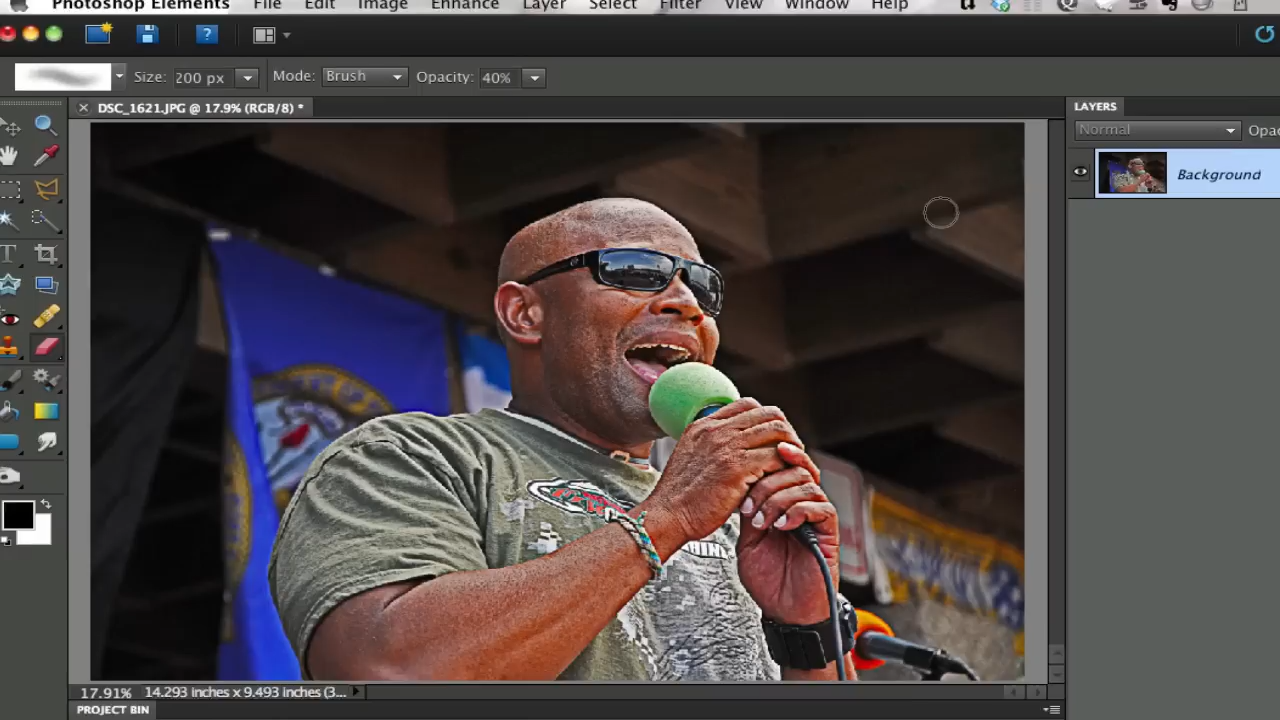 Photoshop Elements File Edit Image Enhance Layer Select Filter View Window Help
Size: 200 px Mode: Brush Opacity: 40%
DSC_1621.JPG @ 17.9% (RGB/8) *
LAYERS
Normal Opac
Background
17.91% 14.293 inches x 9.493 inches (3...
PROJECT BIN